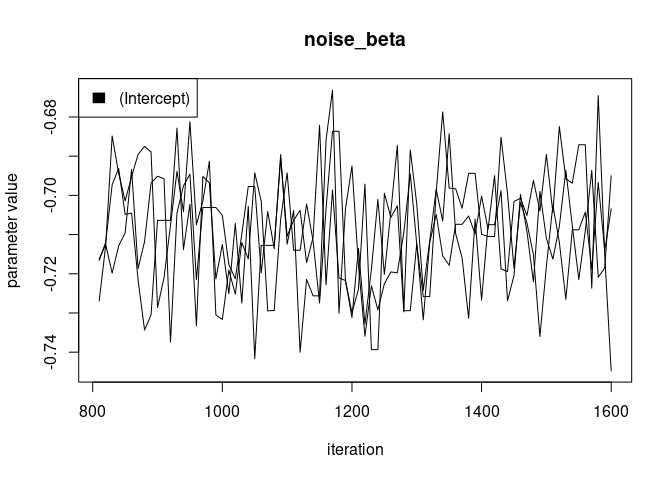 noise_beta
(Intercept)
parameter value
-0.68
-0.70
-0.72
-0.74
800
1000
1200
1400
1600
iteration